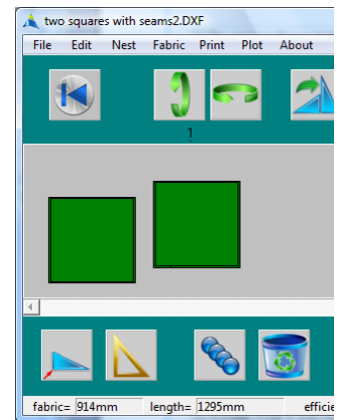 two squares with seams2.DXF
File Edit Nest Fabric Print Plot About
1
fabric= 914mm length= 1295mm